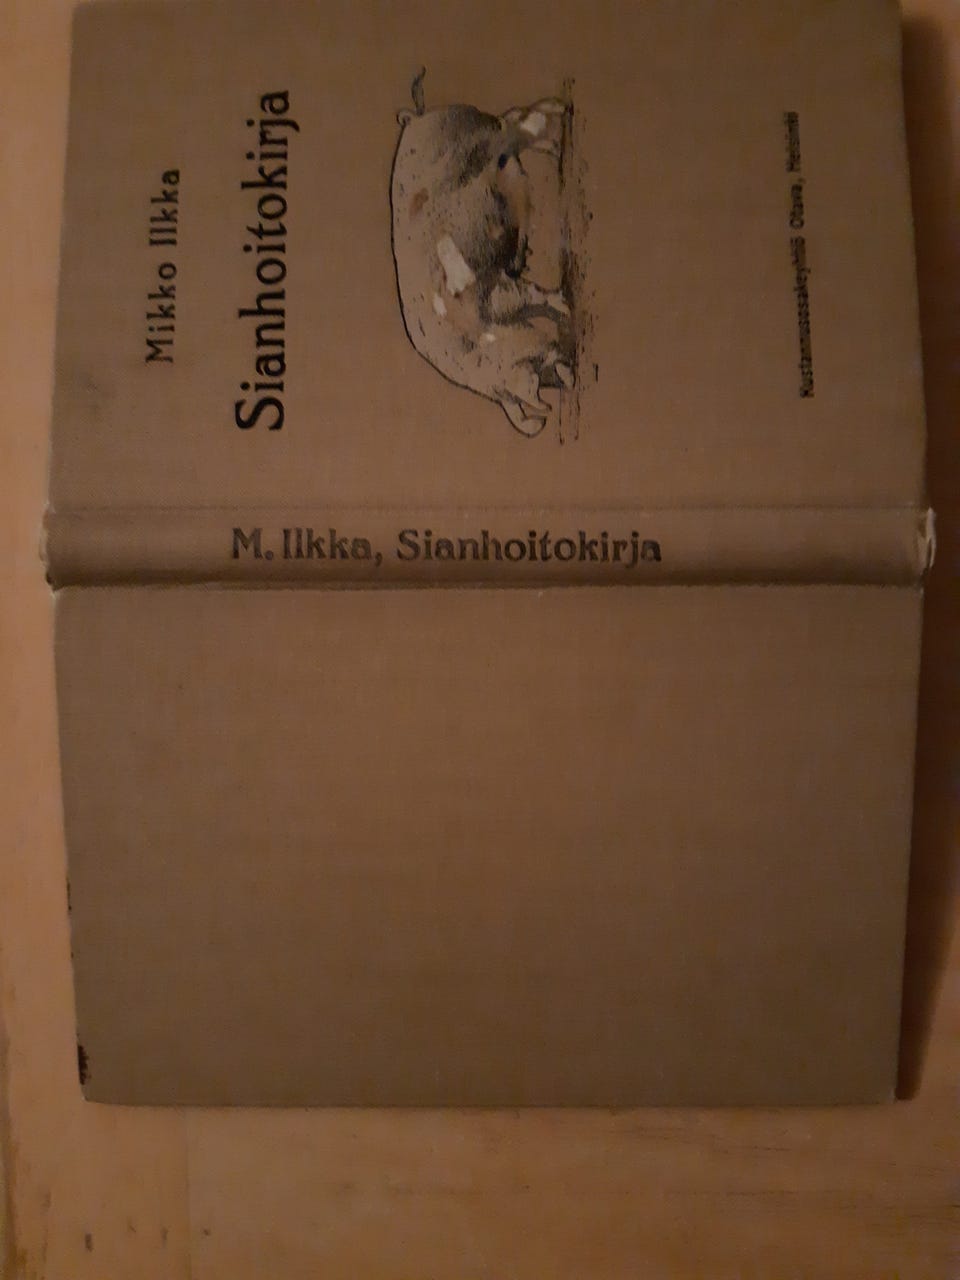 Mikko Ilkka
Sianhoitokirja
Kustannusosakeyhtiö Otava, Helsinki
M. Ilkka, Sianhoitokirja